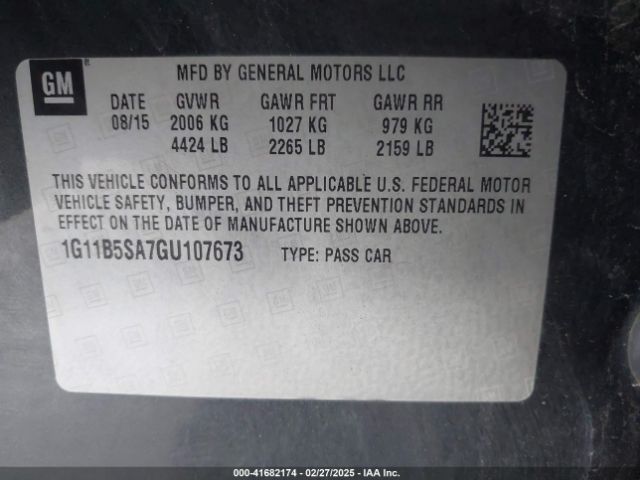 GM
MFD BY GENERAL MOTORS LLC
DATE GVWR GAWR FRT GAWR RR
08/15 2006 KG 1027 KG 979 KG
4424 LB 2265 LB 2159 LB
THIS VEHICLE CONFORMS TO ALL APPLICABLE U.S. FEDERAL MOTOR
VEHICLE SAFETY, BUMPER, AND THEFT PREVENTION STANDARDS IN
EFFECT ON THE DATE OF MANUFACTURE SHOWN ABOVE.
1G11B5SA7GU107673 TYPE: PASS CAR
000-41682174 - 02/27/2025 - IAA Inc.